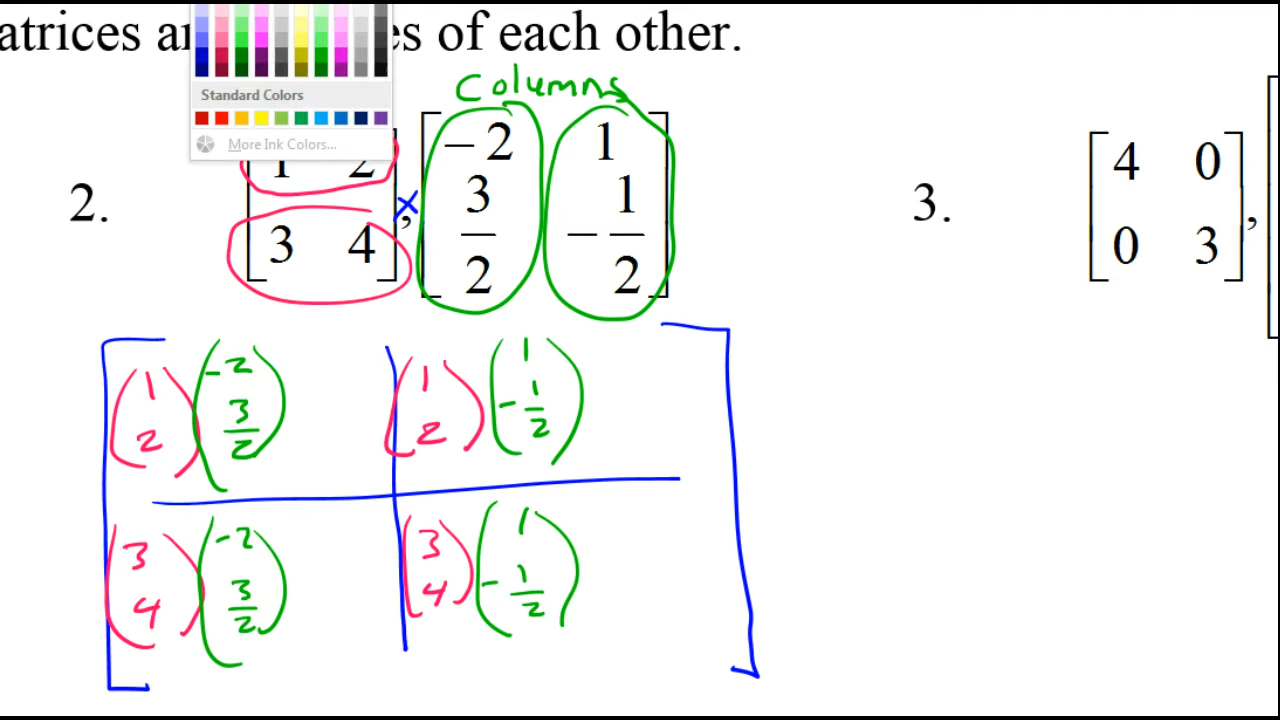 atrices a es of each other.
Standard Colors
More Ink Colors...
Columns
2. [1 2 3 4] × , [-2 1 3/2 -1/2]
3. [4 0 0 3] ,
(1 2) (-2 3/2) (1 2) (1 -1/2)
(3 4) (-2 3/2) (3 4) (1 -1/2)